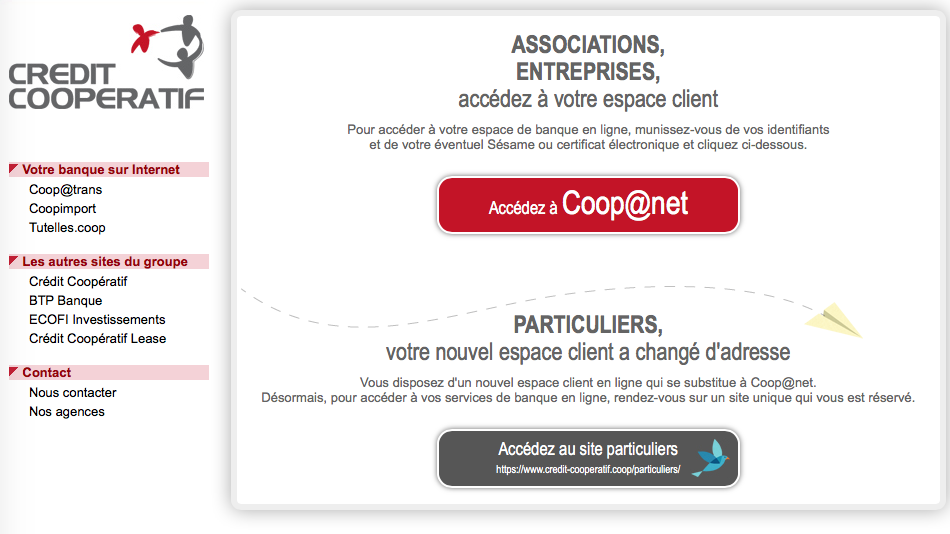 CREDIT
COOPERATIF
Votre banque sur Internet
Coop@trans
Coopimport
Tutelles.coop
Les autres sites du groupe
Crédit Coopératif
BTP Banque
ECOFI Investissements
Crédit Coopératif Lease
Contact
Nous contacter
Nos agences
ASSOCIATIONS,
ENTREPRISES,
accédez à votre espace client
Pour accéder à votre espace de banque en ligne, munissez-vous de vos identifiants
et de votre éventuel Sésame ou certificat électronique et cliquez ci-dessous.
Accédez à Coop@net
PARTICULIERS,
votre nouvel espace client a changé d'adresse
Vous disposez d'un nouvel espace client en ligne qui se substitue à Coop@net.
Désormais, pour accéder à vos services de banque en ligne, rendez-vous sur un site unique qui vous est réservé.
Accédez au site particuliers
https://www.credit-cooperatif.coop/particuliers/